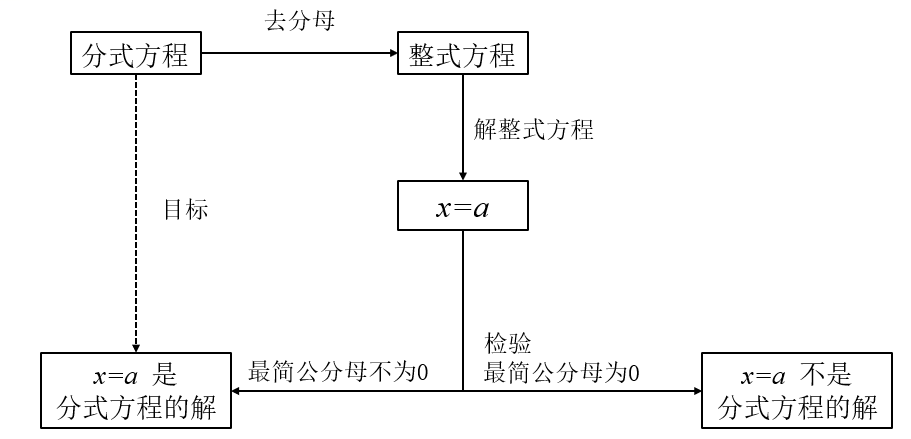 去分母
分式方程
整式方程
解整式方程
目标
x=a
检验
最简公分母不为0
最简公分母为0
x=a 是
分式方程的解
x=a 不是
分式方程的解